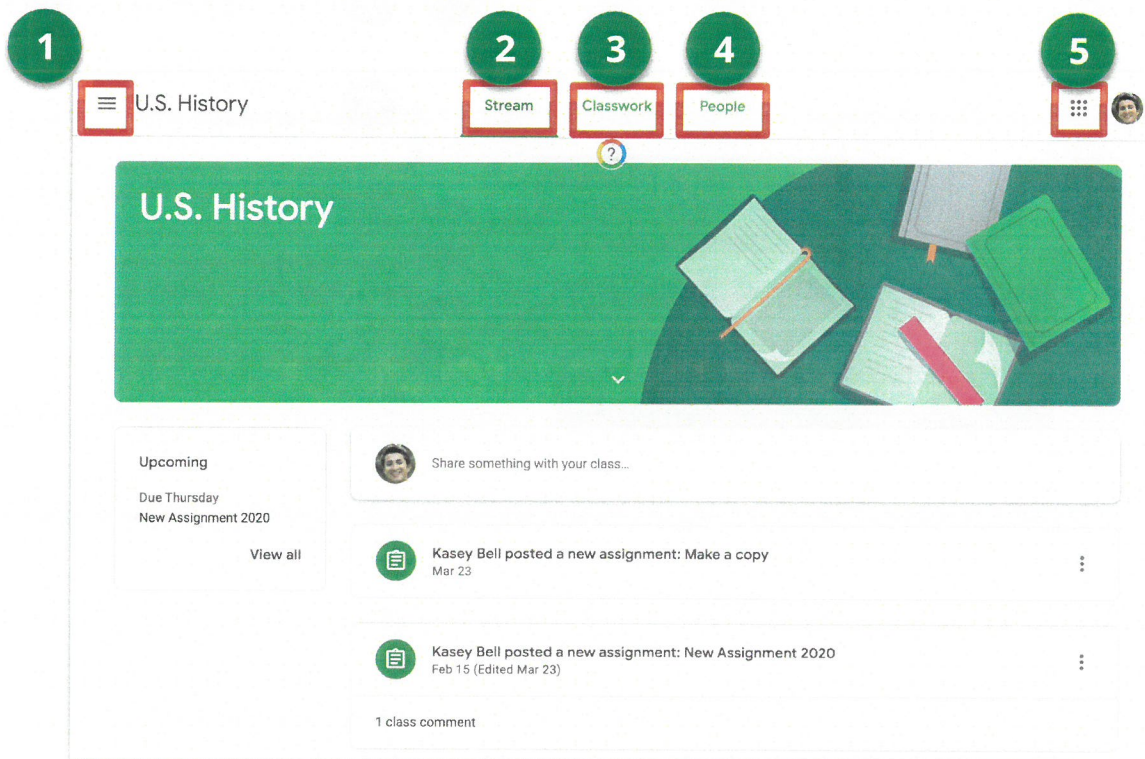 1
2
3
4
5
U.S. History
Stream
Classwork
People
?
U.S. History
Upcoming
Due Thursday
New Assignment 2020
View all
Share something with your class...
Kasey Bell posted a new assignment: Make a copy
Mar 23
Kasey Bell posted a new assignment: New Assignment 2020
Feb 15 (Edited Mar 23)
1 class comment